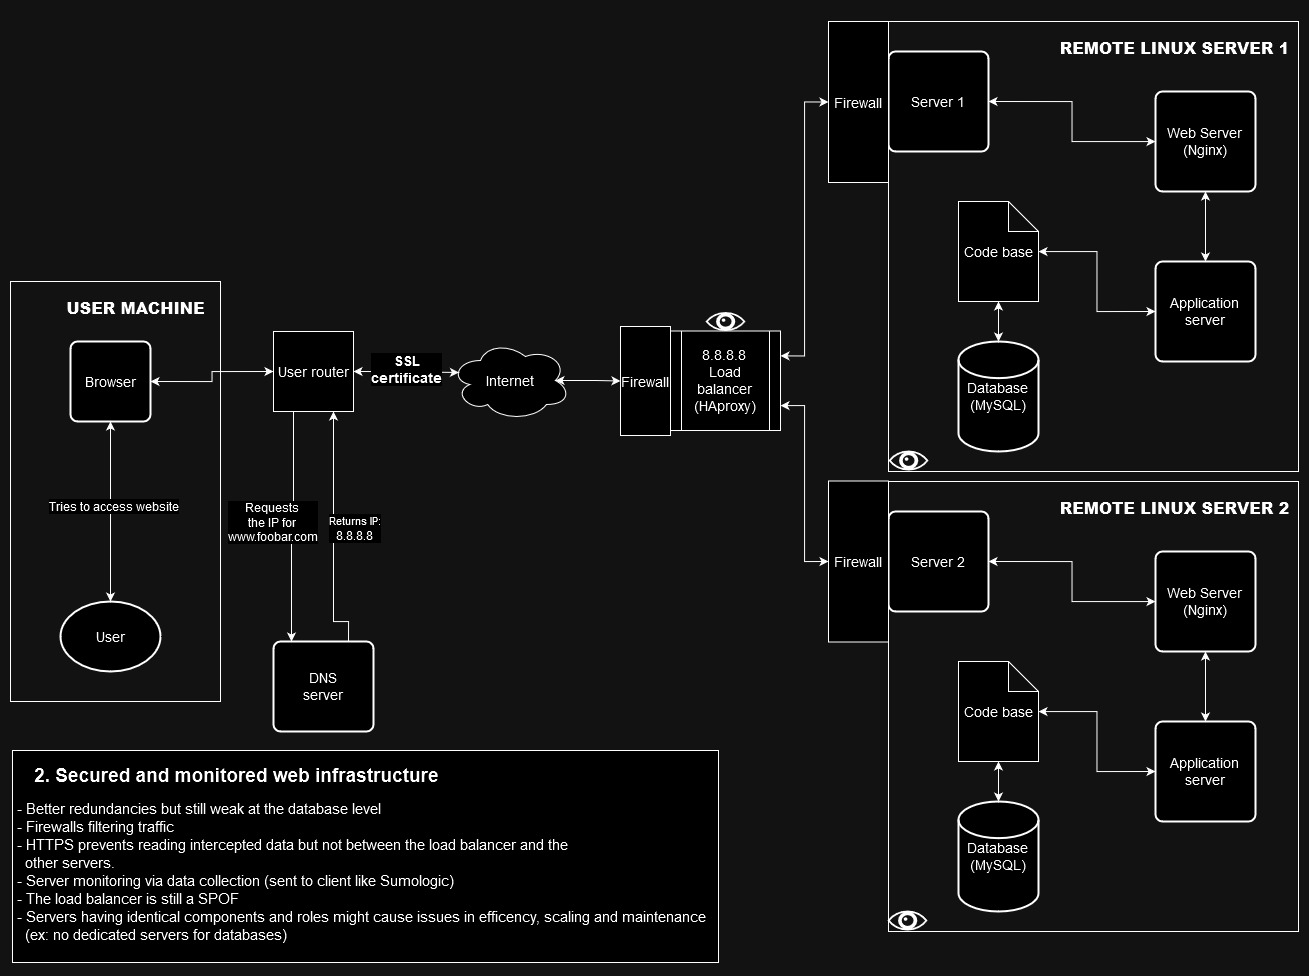 REMOTE LINUX SERVER 1
Firewall
Server 1
Web Server
(Nginx)
Code base
Application
server
Database
(MySQL)
USER MACHINE
Browser
Tries to access website
User
User router
SSL
certificate
Internet
Firewall
8.8.8.8
Load
balancer
(HAproxy)
Requests
the IP for
www.foobar.com
Returns IP:
8.8.8.8
DNS
server
REMOTE LINUX SERVER 2
Firewall
Server 2
Web Server
(Nginx)
Code base
Application
server
Database
(MySQL)
2. Secured and monitored web infrastructure
- Better redundancies but still weak at the database level
- Firewalls filtering traffic
- HTTPS prevents reading intercepted data but not between the load balancer and the
other servers.
- Server monitoring via data collection (sent to client like Sumologic)
- The load balancer is still a SPOF
- Servers having identical components and roles might cause issues in efficency, scaling and maintenance
(ex: no dedicated servers for databases)